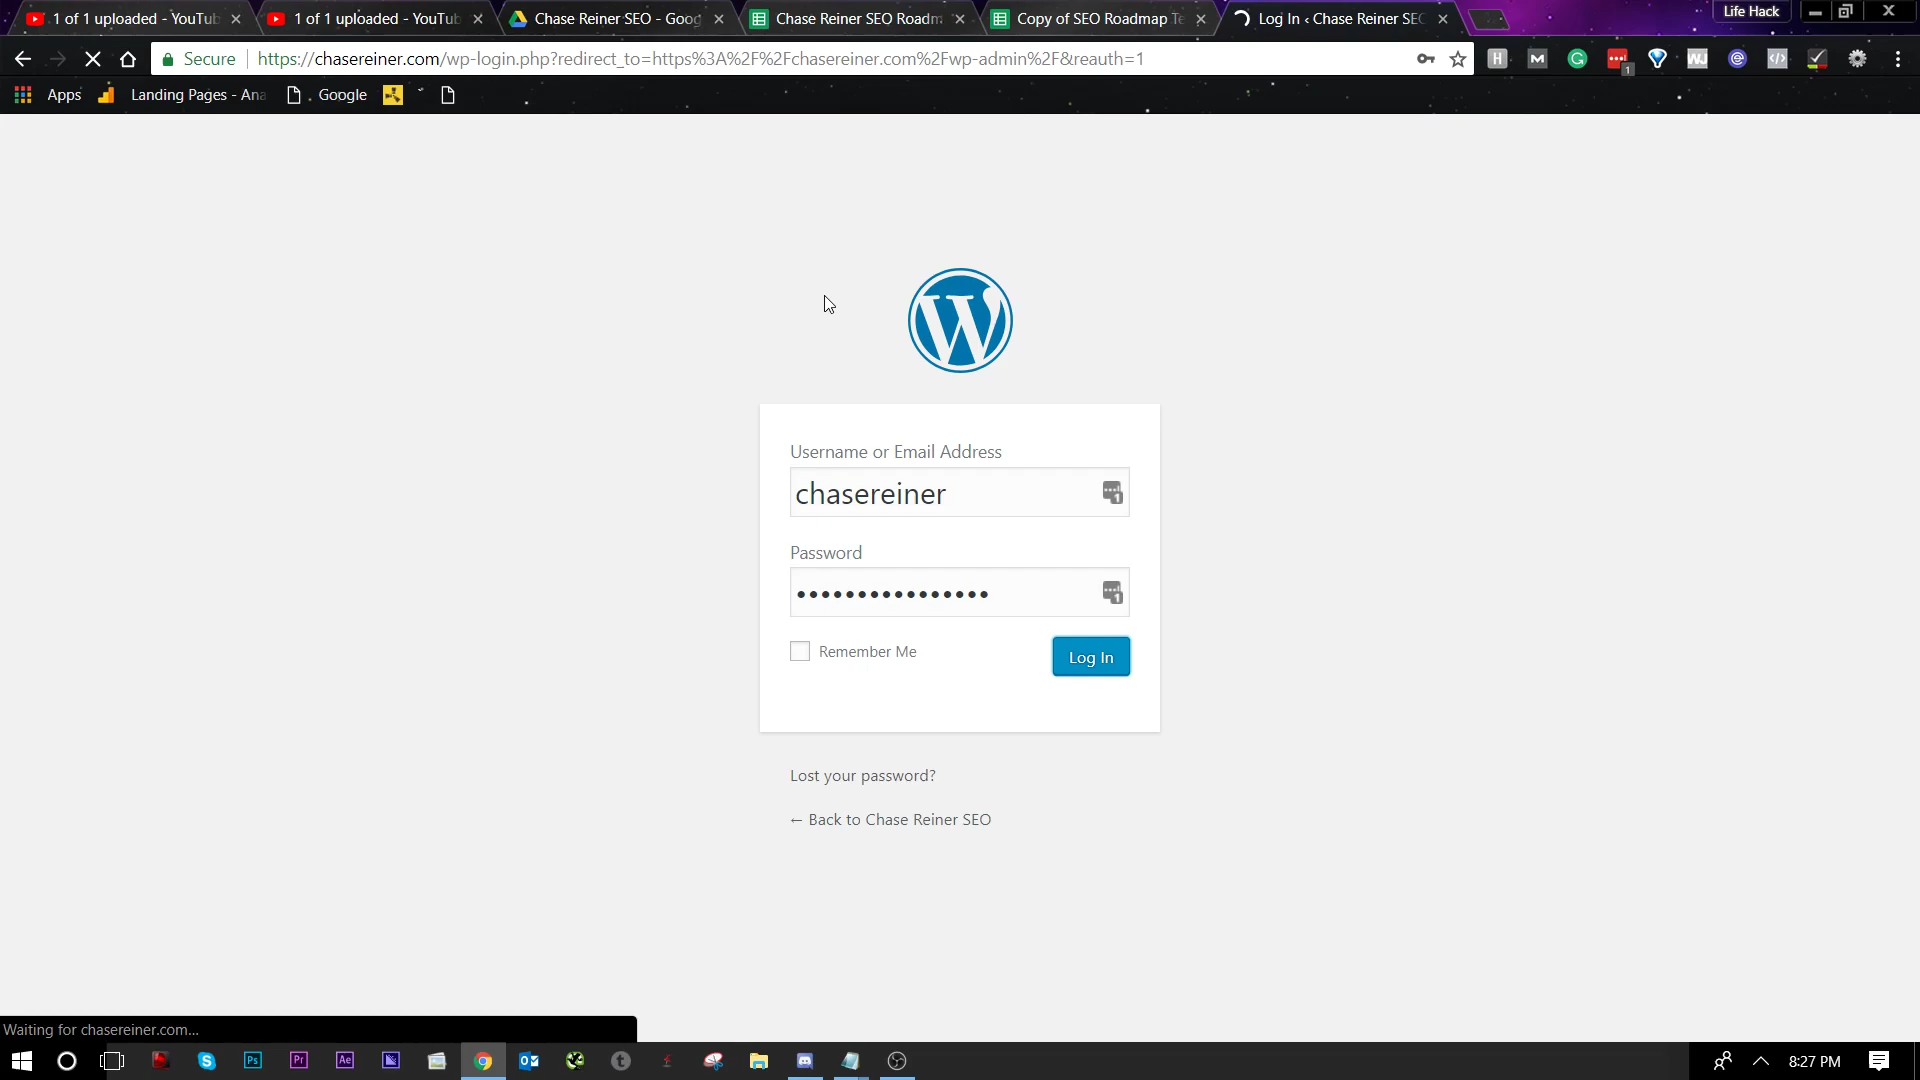 1 of 1 uploaded - YouTub
1 of 1 uploaded - YouTub
Chase Reiner SEO - Goog
Chase Reiner SEO Roadm
Copy of SEO Roadmap Te
Log In ‹ Chase Reiner SEC
Life Hack
Secure
https://chasereiner.com/wp-login.php?redirect_to=https%3A%2F%2Fchasereiner.com%2Fwp-admin%2F&reauth=1
Apps
Landing Pages - Ana
Google
Username or Email Address
chasereiner
Password
Remember Me
Log In
Lost your password?
← Back to Chase Reiner SEO
Waiting for chasereiner.com...
8:27 PM